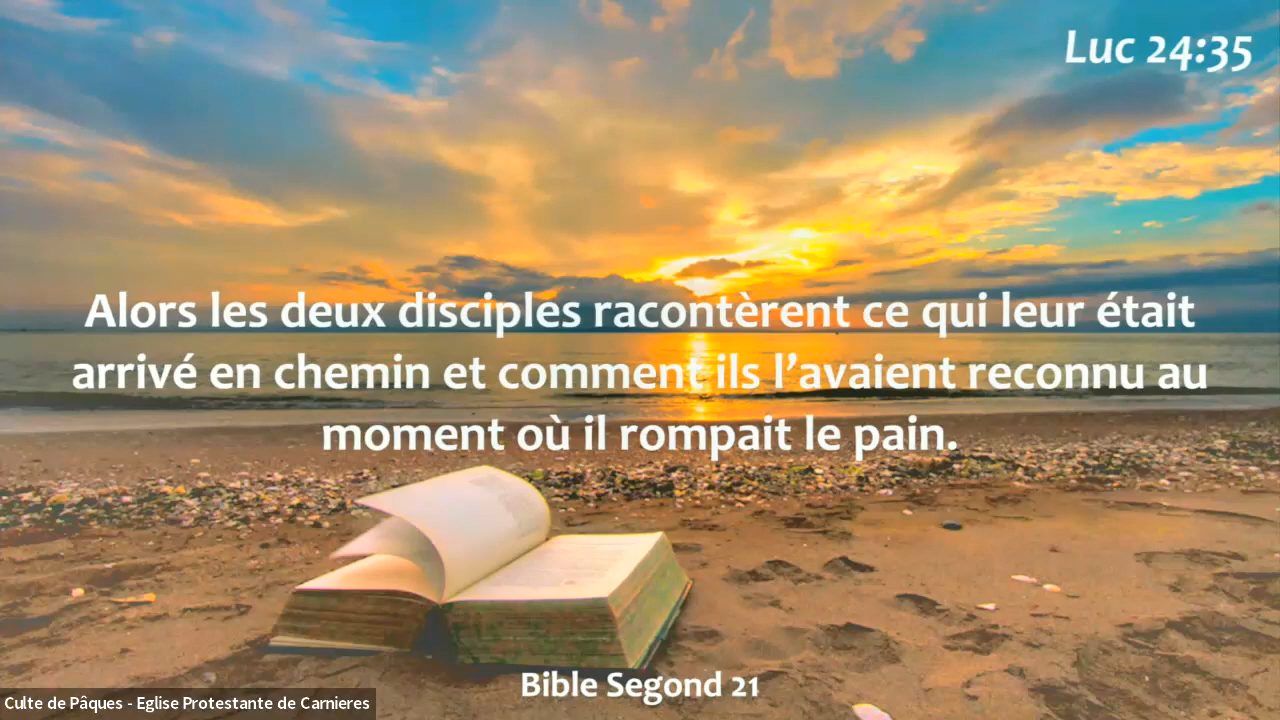 Luc 24:35
Alors les deux disciples racontèrent ce qui leur était
arrivé en chemin et comment ils l’avaient reconnu au
moment où il rompait le pain.
Bible Segond 21
Culte de Pâques - Eglise Protestante de Carnieres